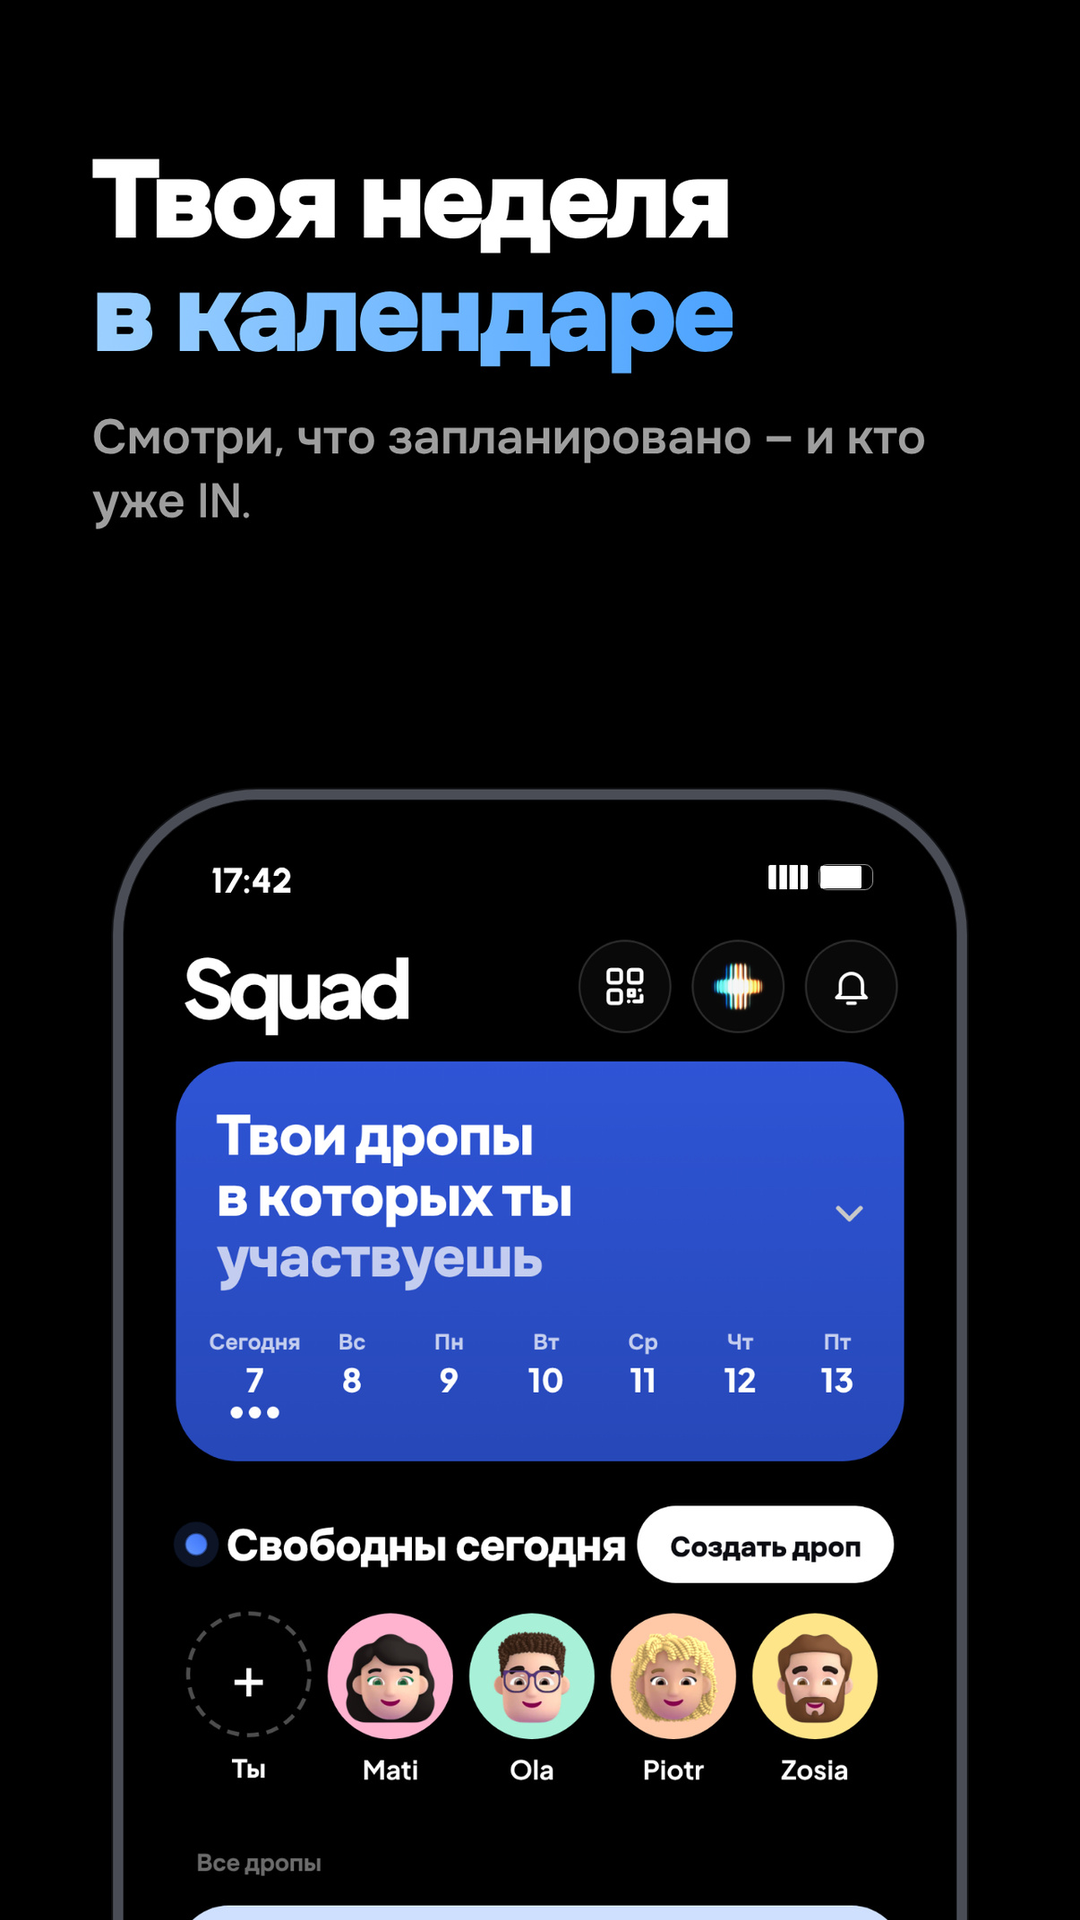 Твоя неделя
в календаре
Смотри, что запланировано – и кто
уже IN.
17:42
Squad
Твои дропы
в которых ты
участвуешь
Сегодня Вс Пн Вт Ср Чт Пт
7 8 9 10 11 12 13
Свободны сегодня Создать дроп
Ты Mati Ola Piotr Zosia
Все дропы